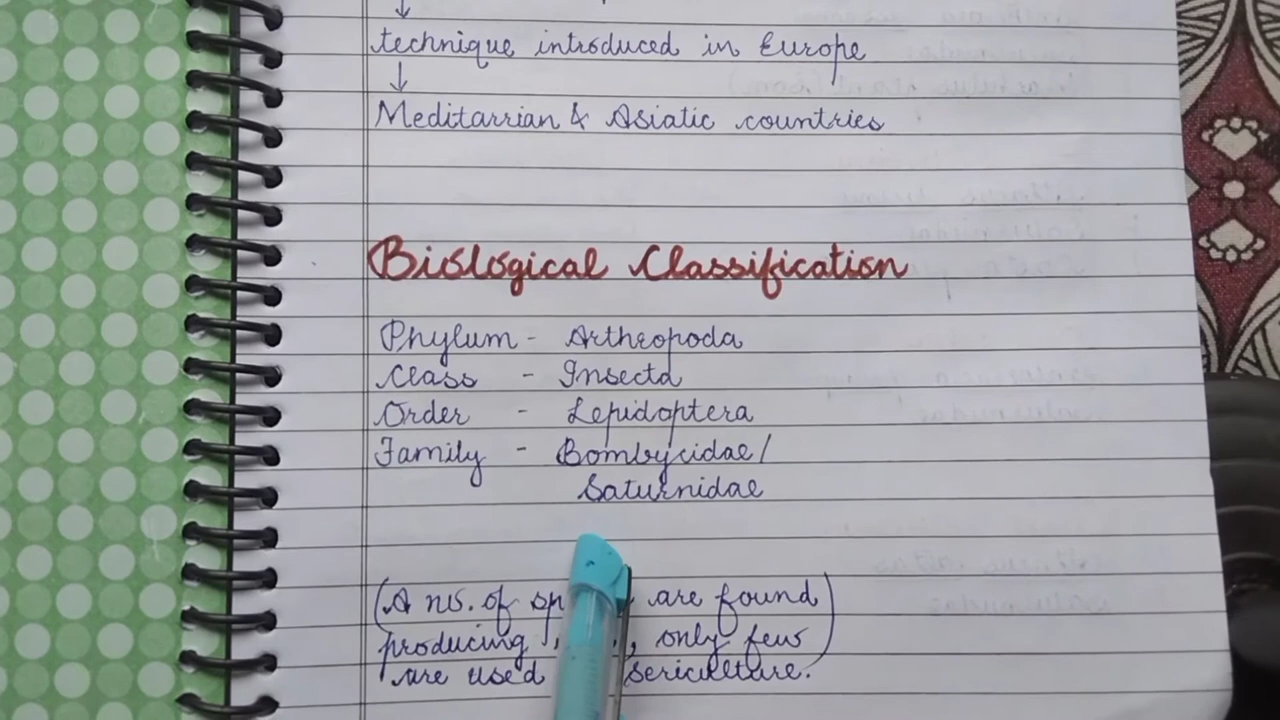 ↓
technique introduced in Europe
↓
Meditarrian & Asiatic countries
Biological Classification
Phylum - Arthropoda
Class - Insecta
Order - Lepidoptera
Family - Bombycidae/
Saturnidae
(A no. of sp are found
producing , only few
are used sericulture.)